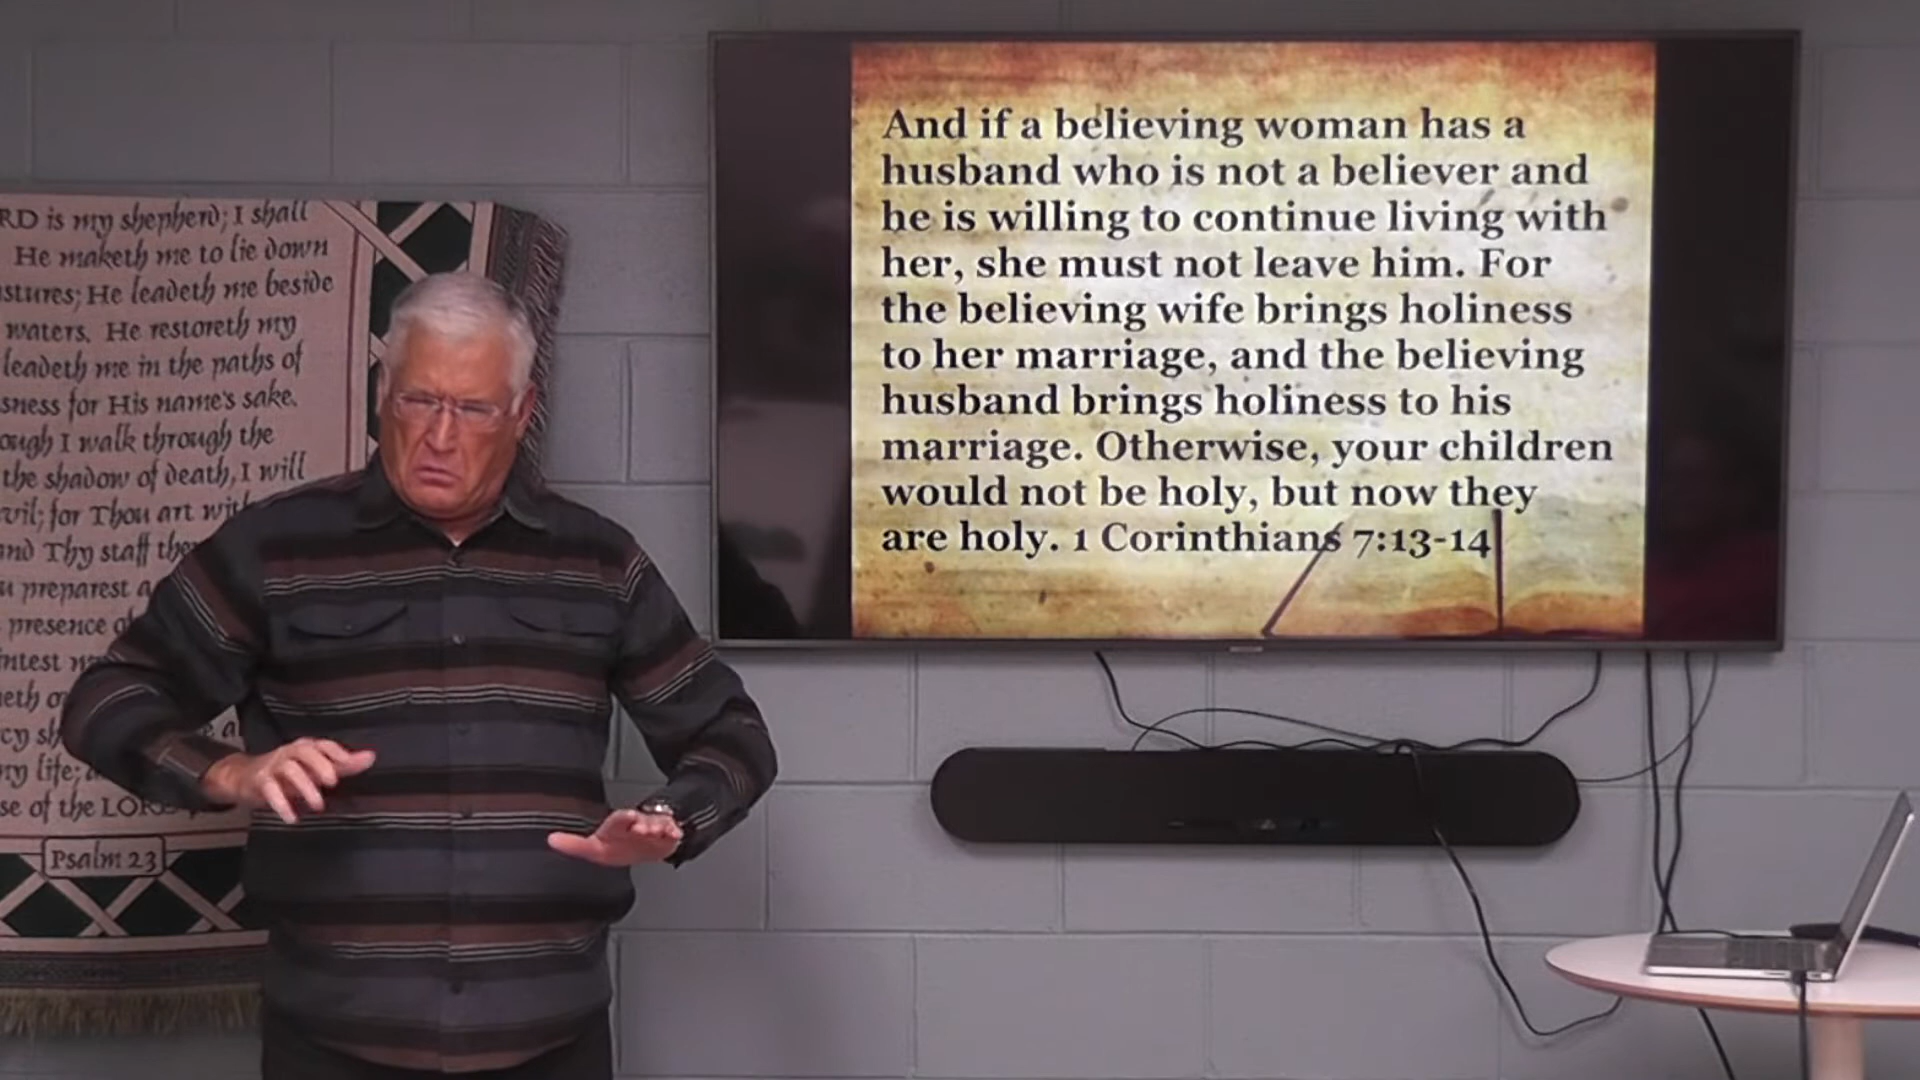 And if a believing woman has a
husband who is not a believer and
he is willing to continue living with
her, she must not leave him. For
the believing wife brings holiness
to her marriage, and the believing
husband brings holiness to his
marriage. Otherwise, your children
would not be holy, but now they
are holy. 1 Corinthians 7:13-14
RD is my shepherd; I shall
He maketh me to lie down
stures; He leadeth me beside
waters. He restoreth my
leadeth me in the paths of
sness for His name's sake.
ough I walk through the
the shadow of death, I will
vil; for Thou art with
and Thy staff the
u preparest a
presence o
ntest m
eth o
cy sh a
my life; a
se of the LOR
Psalm 23